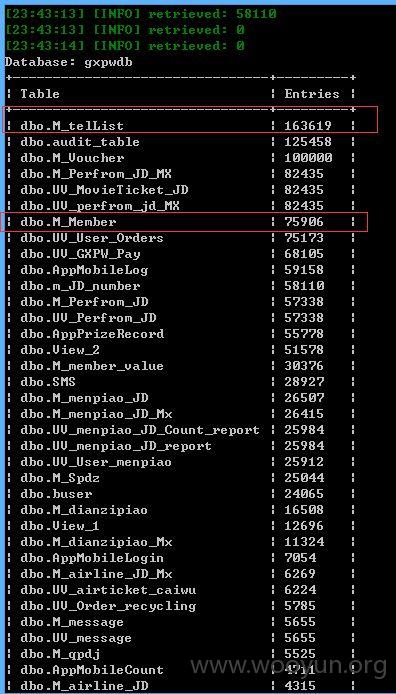 [23:43:13] [INFO] retrieved: 58110
[23:43:13] [INFO] retrieved: 0
[23:43:14] [INFO] retrieved: 0
Database: gxpwdb
+--------------------------------+---------+
| Table | Entries |
+--------------------------------+---------+
| dbo.M_telList | 163619 |
| dbo.audit_table | 125458 |
| dbo.M_Voucher | 100000 |
| dbo.M_Perfrom_JD_MX | 82435 |
| dbo.UV_MovieTicket_JD | 82435 |
| dbo.UV_perfrom_jd_MX | 82435 |
| dbo.M_Member | 75906 |
| dbo.UV_User_Orders | 75173 |
| dbo.UV_GXPW_Pay | 68105 |
| dbo.AppMobileLog | 59158 |
| dbo.m_JD_number | 58110 |
| dbo.M_Perfrom_JD | 57338 |
| dbo.UV_Perfrom_JD | 57338 |
| dbo.AppPrizeRecord | 55778 |
| dbo.View_2 | 51578 |
| dbo.M_member_value | 30376 |
| dbo.SMS | 28927 |
| dbo.M_menpiao_JD | 26507 |
| dbo.M_menpiao_JD_Mx | 26415 |
| dbo.UV_menpiao_JD_Count_report | 25984 |
| dbo.UV_menpiao_JD_report | 25984 |
| dbo.UV_User_menpiao | 25912 |
| dbo.M_Spdz | 25044 |
| dbo.buser | 24065 |
| dbo.M_dianzipiao | 16508 |
| dbo.View_1 | 12696 |
| dbo.M_dianzipiao_Mx | 11324 |
| dbo.AppMobileLogin | 7054 |
| dbo.M_airline_JD_Mx | 6269 |
| dbo.UV_airticket_caiwu | 6224 |
| dbo.UV_Order_recycling | 5785 |
| dbo.M_message | 5655 |
| dbo.UV_message | 5655 |
| dbo.M_qpdj | 5525 |
| dbo.AppMobileCount | 4711 |
| dbo.M_airline_JD | 4315 |
www.wooyun.org